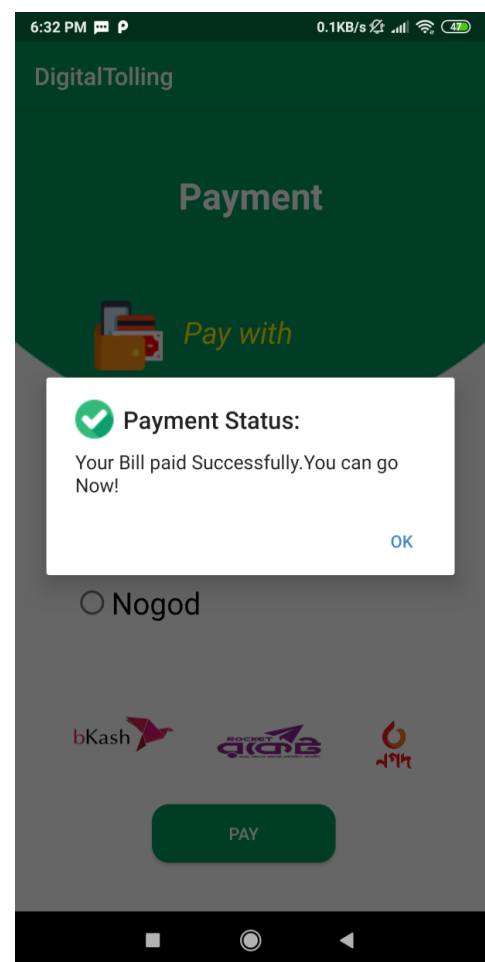 6:32 PM
0.1KB/s
47
DigitalTolling
Payment
Pay with
Payment Status:
Your Bill paid Successfully.You can go
Now!
OK
Nogod
bKash
ROCKET
রকেট
নগদ
PAY